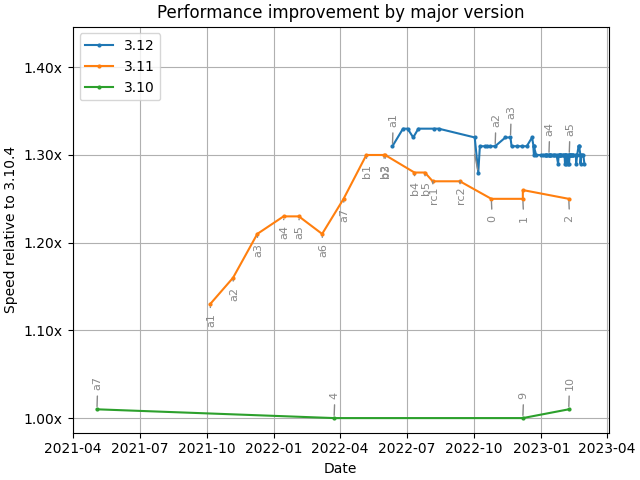 Performance improvement by major version
3.12
3.11
3.10
1.40x
1.30x
1.20x
1.10x
1.00x
Speed relative to 3.10.4
a1
a2
a3
a4
a5
b1
b3
b4
b5
rc1
rc2
0
1
2
a1
a2
a3
a4
a5
a6
a7
a7
4
9
10
2021-04 2021-07 2021-10 2022-01 2022-04 2022-07 2022-10 2023-01 2023-04
Date